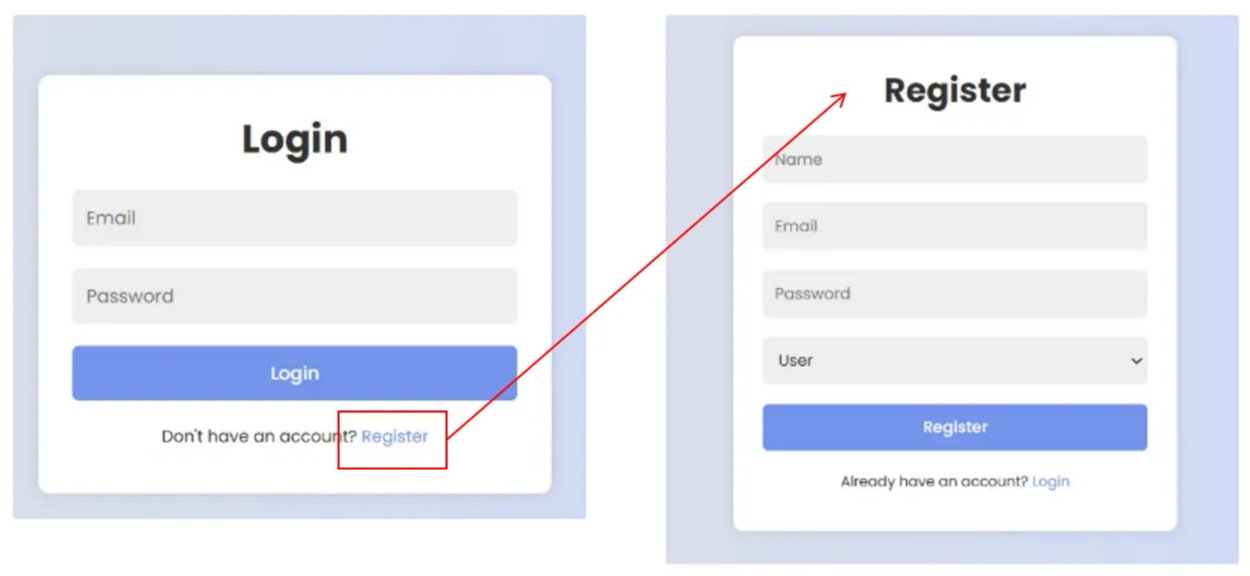 Login
Email
Password
Login
Don't have an account? Register
Register
Name
Email
Password
User
Register
Already have an account? Login